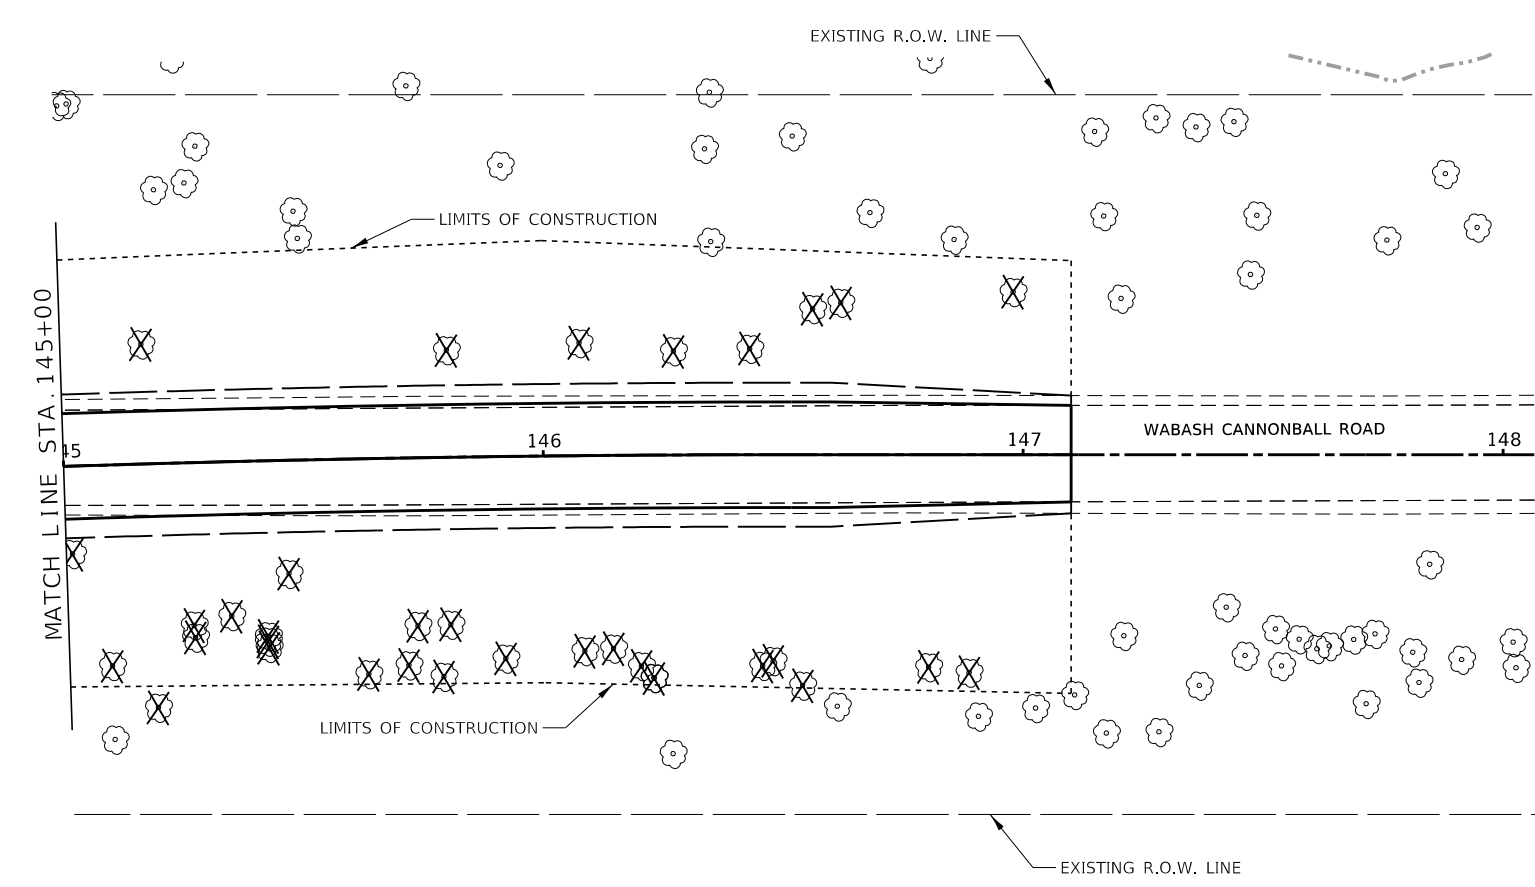 EXISTING R.O.W. LINE
LIMITS OF CONSTRUCTION
MATCH LINE STA. 145+00
45
146
147
WABASH CANNONBALL ROAD
148
LIMITS OF CONSTRUCTION
EXISTING R.O.W. LINE